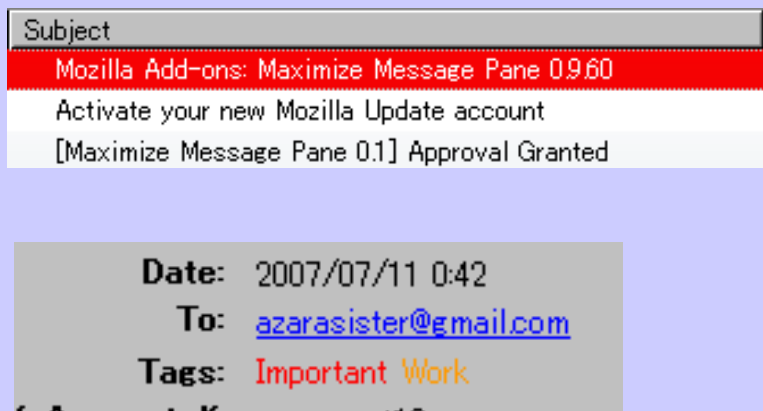 Subject
Mozilla Add-ons: Maximize Message Pane 0.9.60
Activate your new Mozilla Update account
[Maximize Message Pane 0.1] Approval Granted
Date: 2007/07/11 0:42
To: azarasister@gmail.com
Tags: Important Work